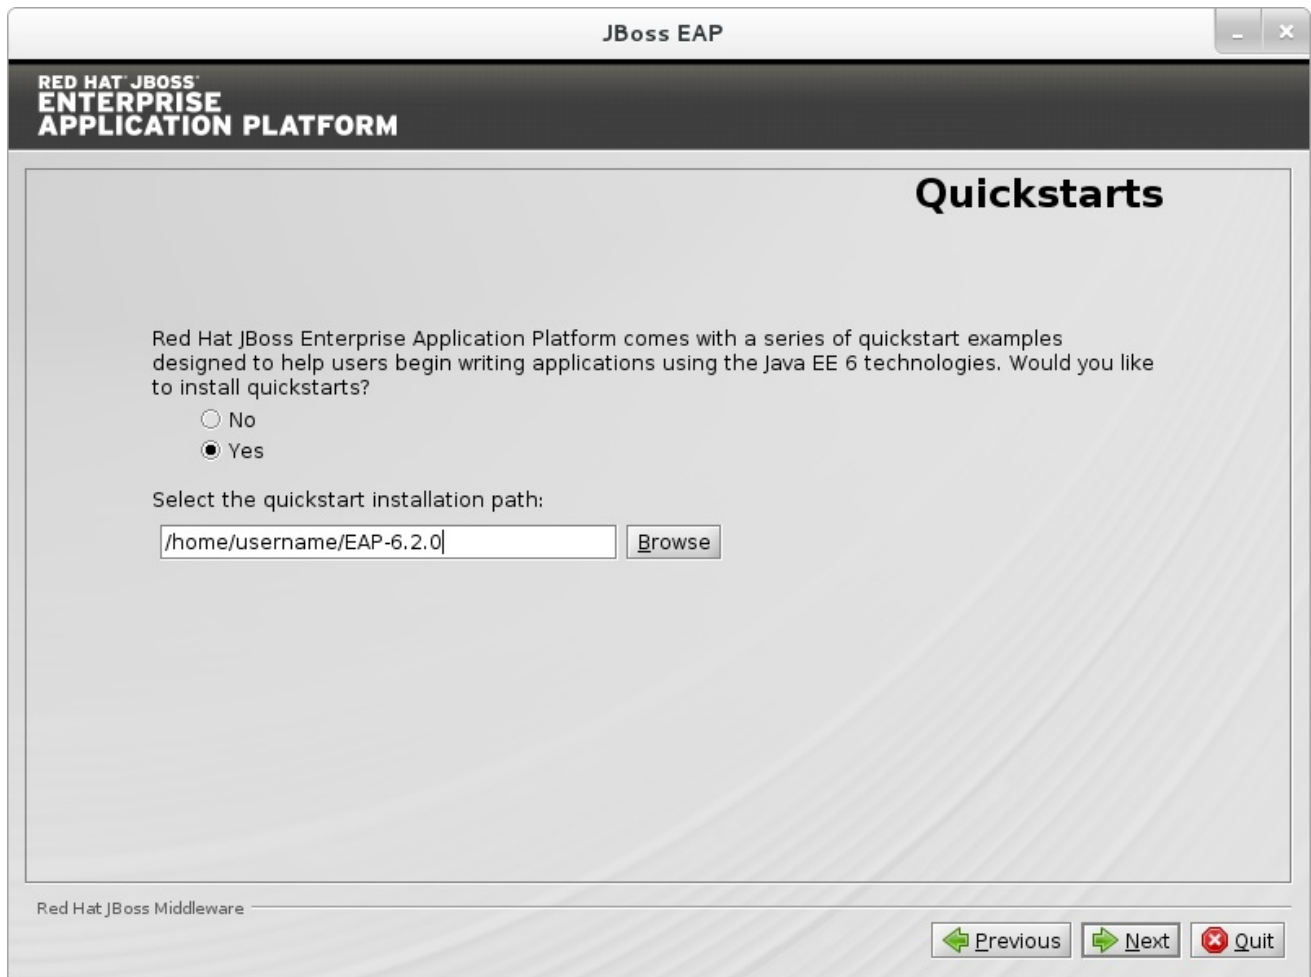 JBoss EAP
RED HAT® JBOSS®
ENTERPRISE
APPLICATION PLATFORM
Quickstarts
Red Hat JBoss Enterprise Application Platform comes with a series of quickstart examples
designed to help users begin writing applications using the Java EE 6 technologies. Would you like
to install quickstarts?
No
Yes
Select the quickstart installation path:
/home/username/EAP-6.2.0
Browse
Red Hat JBoss Middleware
Previous
Next
Quit